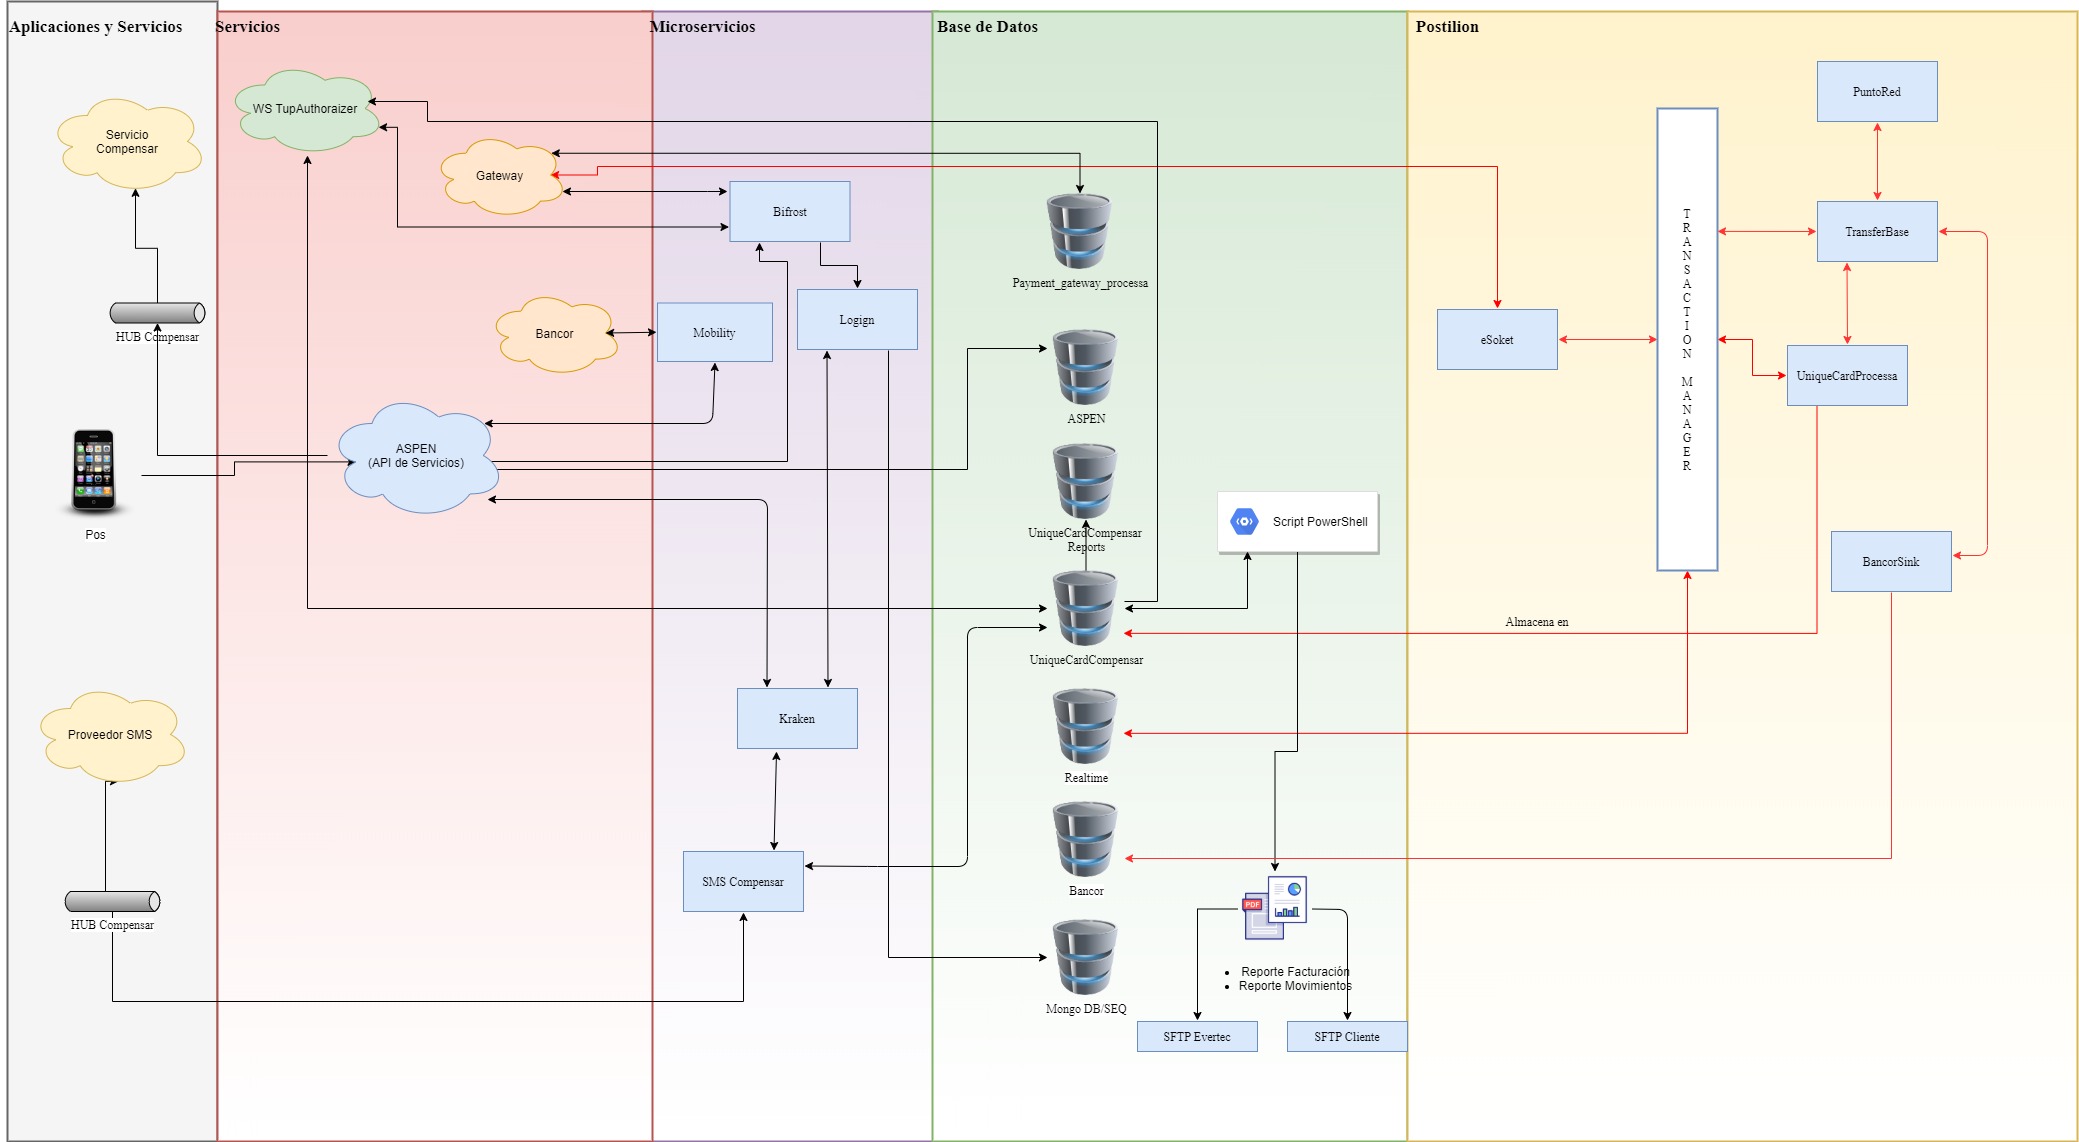 Aplicaciones y Servicios
Servicios
Microservicios
Base de Datos
Postilion
Servicio
Compensar
HUB Compensar
Pos
Proveedor SMS
HUB Compensar
WS TupAuthoraizer
Gateway
Bancor
ASPEN
(API de Servicios)
Bifrost
Mobility
Logign
Kraken
SMS Compensar
Payment_gateway_processa
ASPEN
UniqueCardCompensar
Reports
UniqueCardCompensar
Realtime
Bancor
Mongo DB/SEQ
Script PowerShell
PDF
• Reporte Facturación
• Reporte Movimientos
SFTP Evertec
SFTP Cliente
eSoket
T
R
A
N
S
A
C
T
I
O
N
M
A
N
A
G
E
R
PuntoRed
TransferBase
UniqueCardProcessa
BancorSink
Almacena en